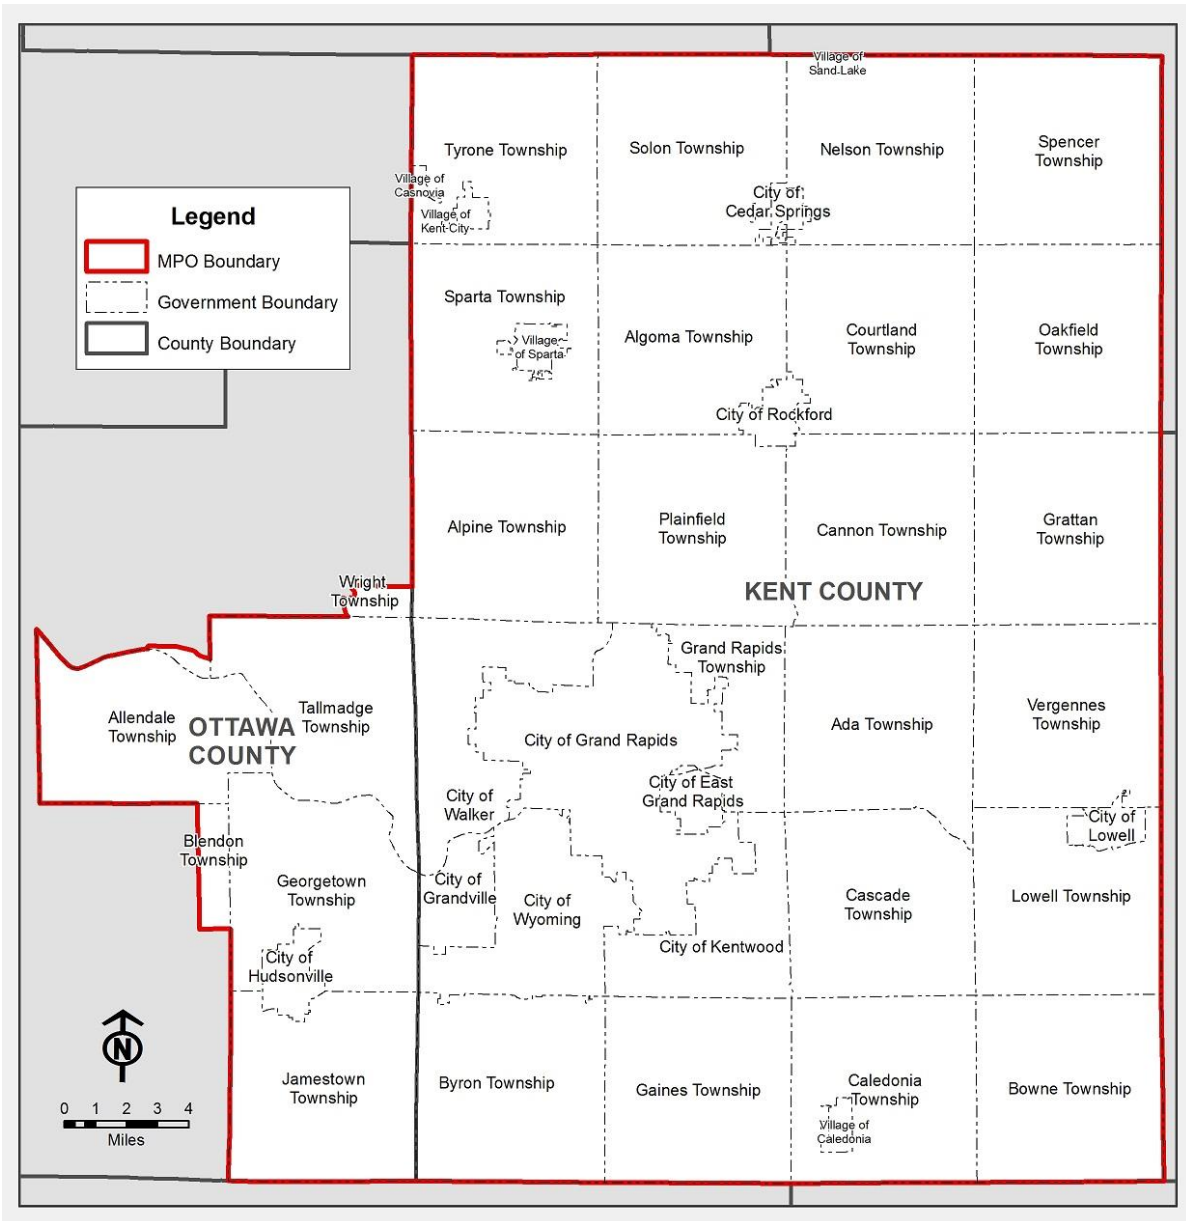 Village of
Sand Lake
Tyrone Township
Solon Township
Nelson Township
Spencer
Township
Village of
Casnovia
Village of
Kent City
City of
Cedar Springs
Legend
MPO Boundary
Government Boundary
County Boundary
Sparta Township
Village
of Sparta
Algoma Township
Courtland
Township
Oakfield
Township
City of Rockford
Alpine Township
Plainfield
Township
Cannon Township
Grattan
Township
KENT COUNTY
Wright
Township
Grand Rapids
Township
Allendale
Township
OTTAWA
COUNTY
Tallmadge
Township
City of Grand Rapids
Ada Township
Vergennes
Township
City of
Walker
City of East
Grand Rapids
City of
Lowell
Blendon
Township
Georgetown
Township
City of
Grandville
City of
Wyoming
Cascade
Township
Lowell Township
City of Kentwood
City of
Hudsonville
N
0 1 2 3 4
Miles
Jamestown
Township
Byron Township
Gaines Township
Caledonia
Township
Bowne Township
Village of
Caledonia